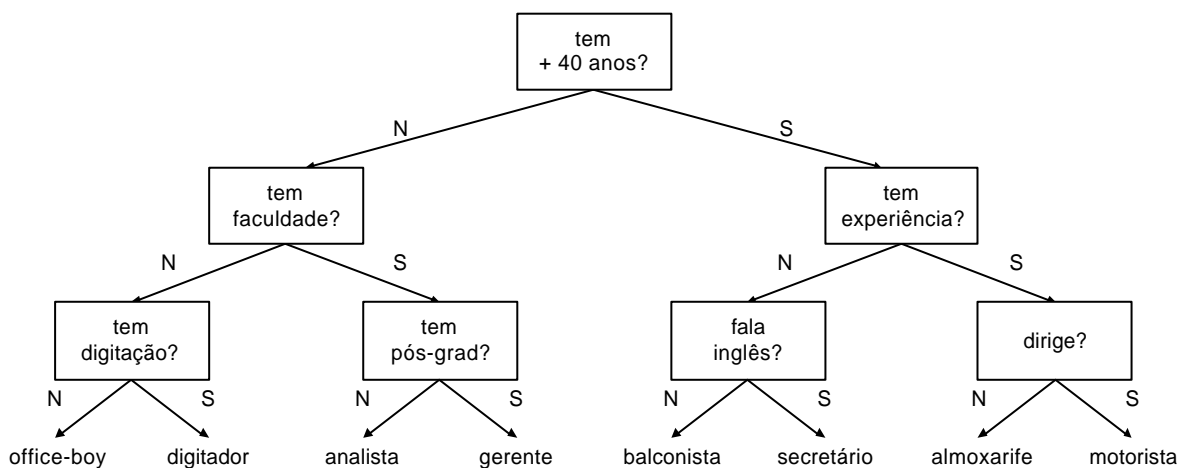 tem
+ 40 anos?
N
S
tem
faculdade?
tem
experiência?
N
S
N
S
tem
digitação?
tem
pós-grad?
fala
inglês?
dirige?
N
S
N
S
N
S
N
S
office-boy
digitador
analista
gerente
balconista
secretário
almoxarife
motorista